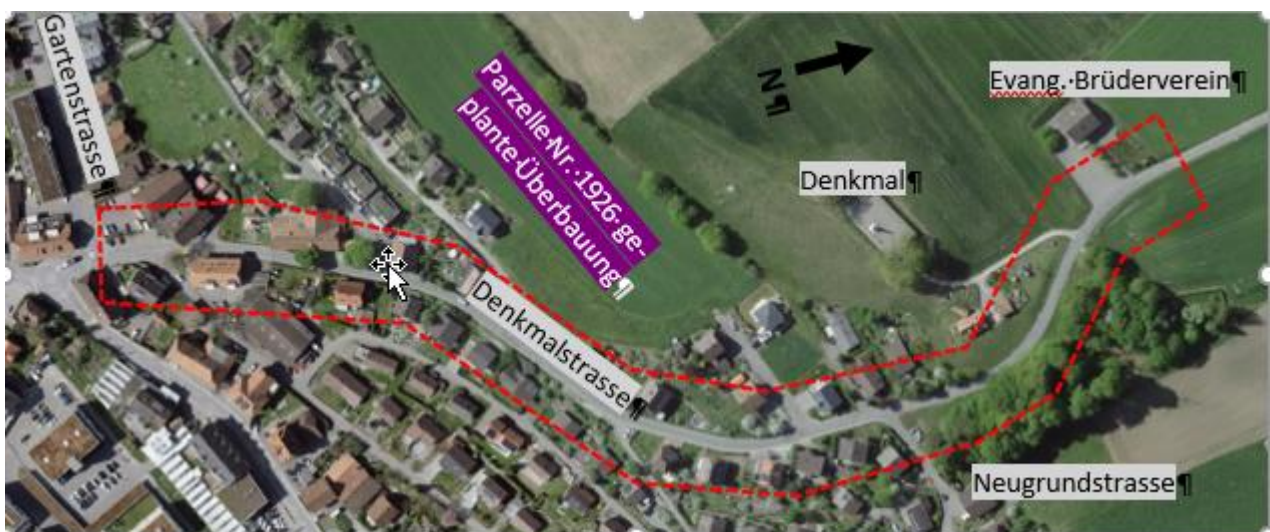 Gartenstrasse¶
Parzelle·Nr.·1926·ge-
plante·Überbauung¶
N¶
Evang.·Brüderverein¶
Denkmal¶
Denkmalstrasse¶
Neugrundstrasse¶